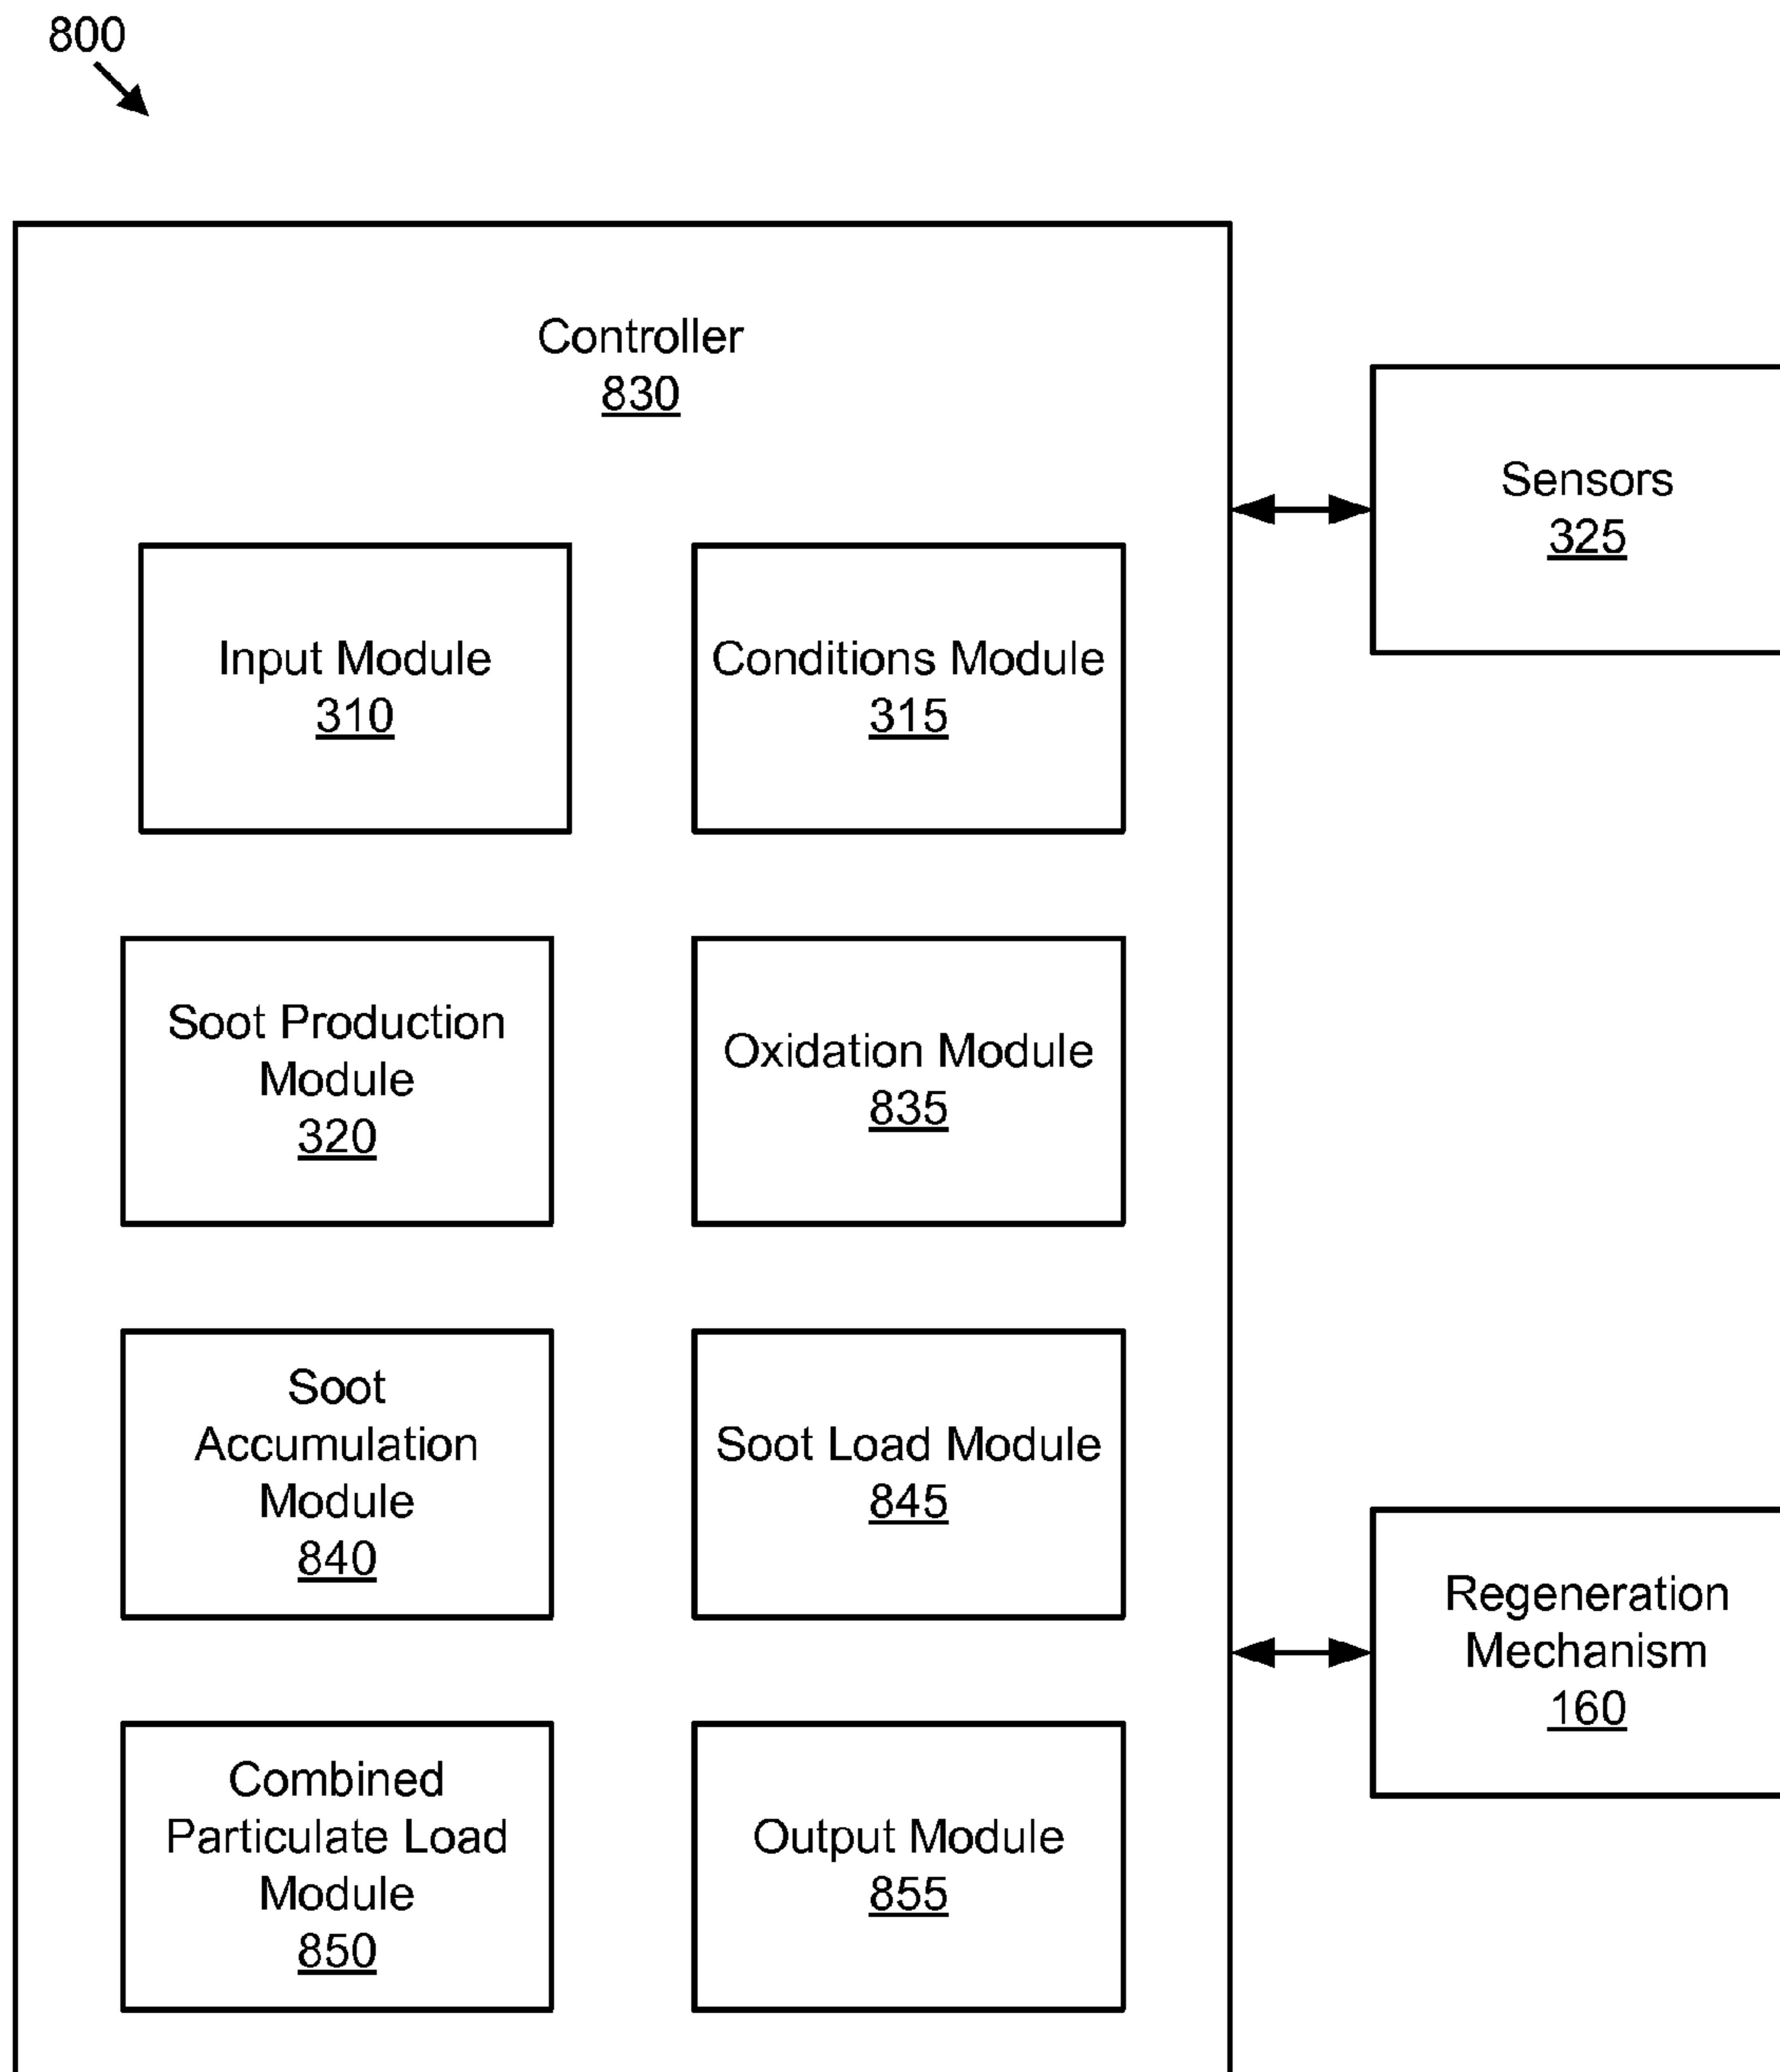 800
Controller
830
Sensors
325
Input Module
310
Conditions Module
315
Soot Production
Module
320
Oxidation Module
835
Soot
Accumulation
Module
840
Soot Load Module
845
Regeneration
Mechanism
160
Combined
Particulate Load
Module
850
Output Module
855